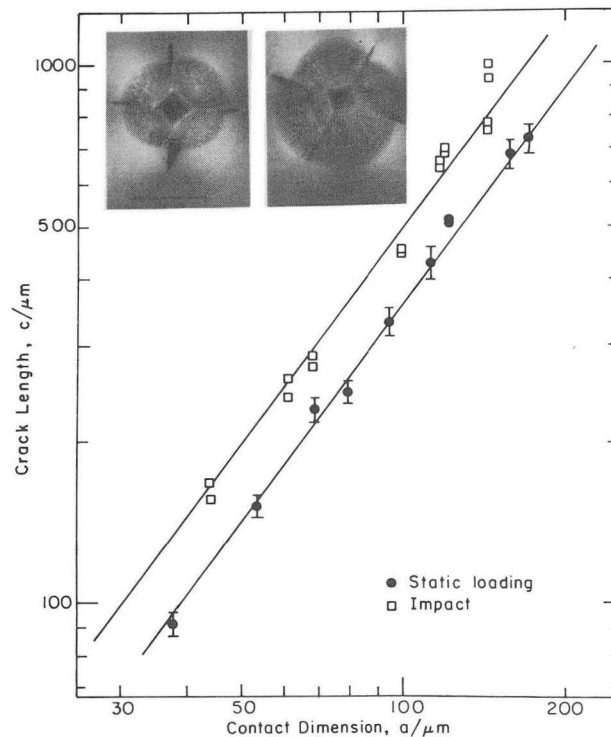 1000
500
100
Crack Length, c/μm
● Static loading
□ Impact
30
50
100
200
Contact Dimension, a/μm